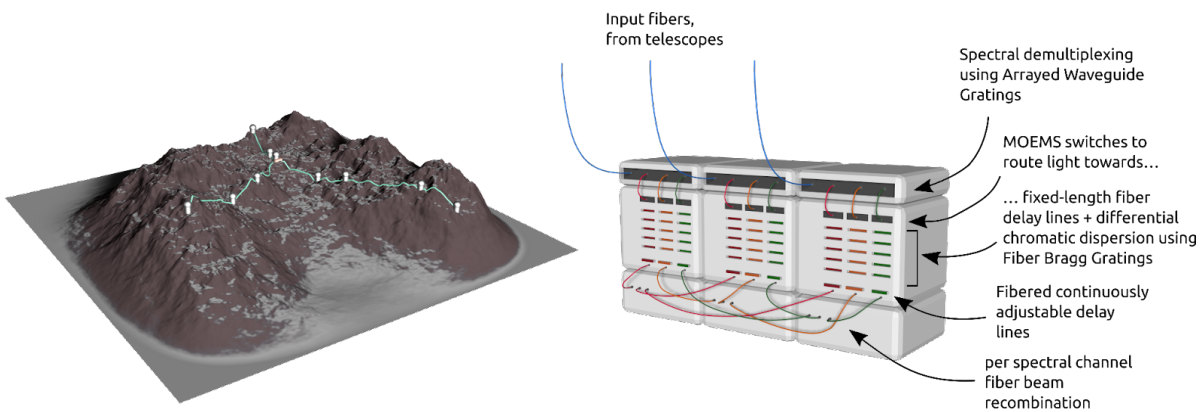 Input fibers,
from telescopes
Spectral demultiplexing
using Arrayed Waveguide
Gratings
MOEMS switches to
route light towards...
... fixed-length fiber
delay lines + differential
chromatic dispersion using
Fiber Bragg Gratings
Fibered continuously
adjustable delay
lines
per spectral channel
fiber beam
recombination